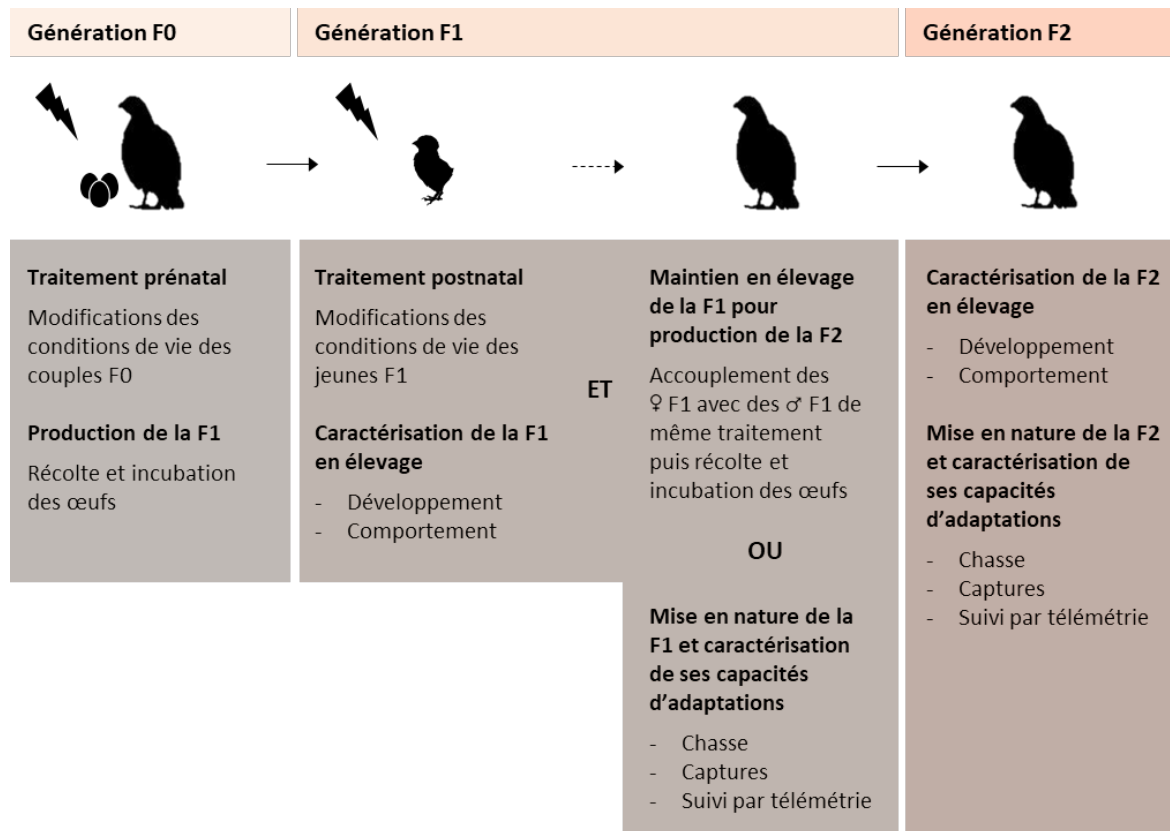 Génération F0
Génération F1
Génération F2
Traitement prénatal
Modifications des
conditions de vie des
couples F0
Production de la F1
Récolte et incubation
des œufs
Traitement postnatal
Modifications des
conditions de vie des
jeunes F1
Caractérisation de la F1
en élevage
- Développement
- Comportement
ET
Maintien en élevage
de la F1 pour
production de la F2
Accouplement des
♀ F1 avec des ♂ F1 de
même traitement
puis récolte et
incubation des œufs
OU
Mise en nature de la
F1 et caractérisation
de ses capacités
d’adaptations
- Chasse
- Captures
- Suivi par télémétrie
Caractérisation de la F2
en élevage
- Développement
- Comportement
Mise en nature de la F2
et caractérisation de
ses capacités
d’adaptations
- Chasse
- Captures
- Suivi par télémétrie